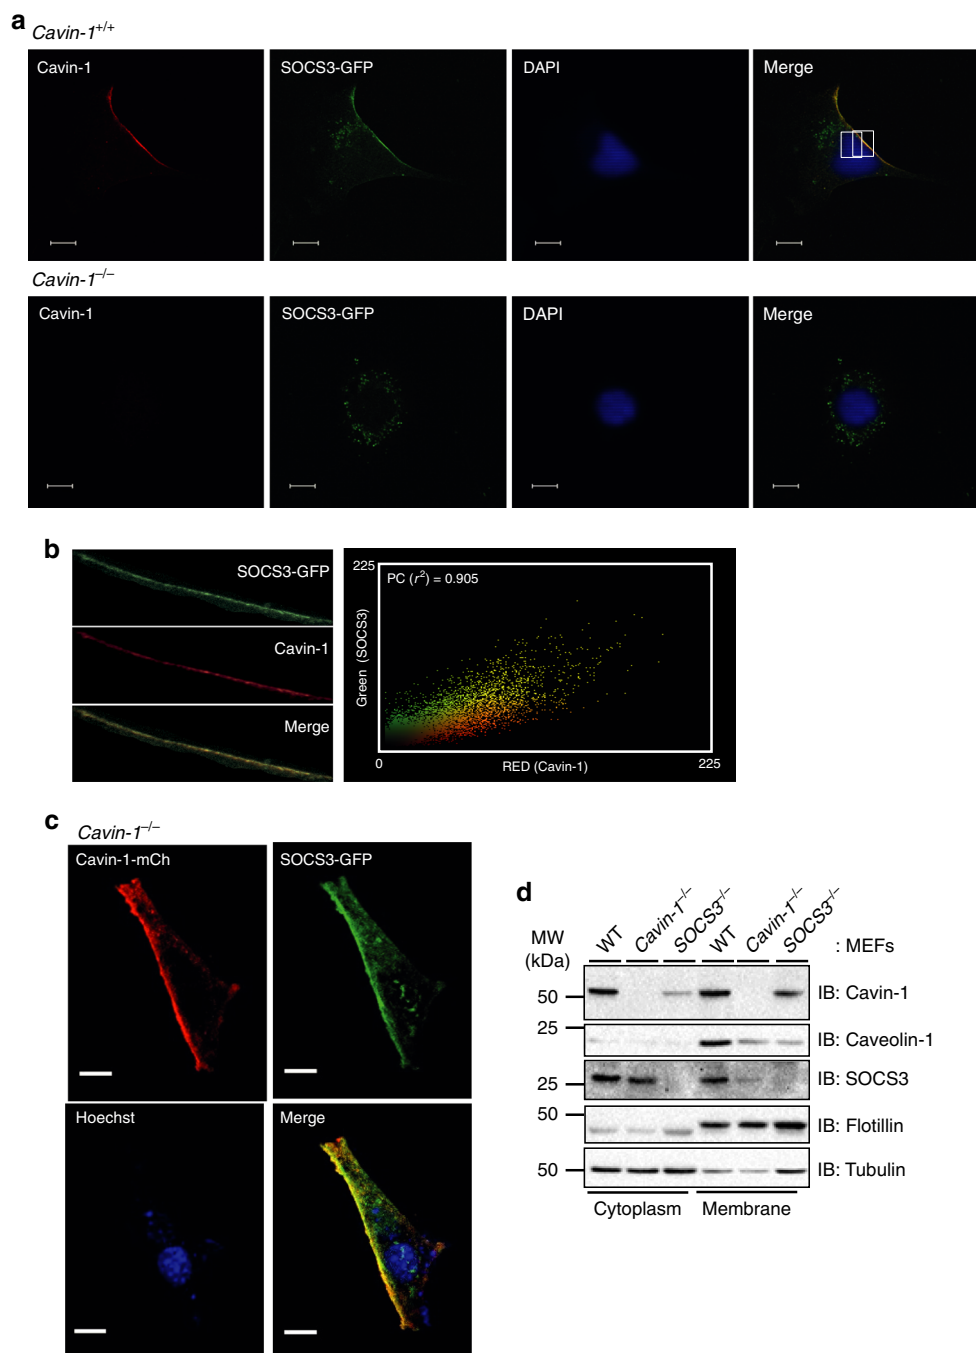 a
Cavin-1+/+
Cavin-1
SOCS3-GFP
DAPI
Merge
Cavin-1–/–
Cavin-1
SOCS3-GFP
DAPI
Merge
b
SOCS3-GFP
Cavin-1
Merge
225
PC (r2) = 0.905
Green (SOCS3)
0
RED (Cavin-1)
225
c
Cavin-1–/–
Cavin-1-mCh
SOCS3-GFP
Hoechst
Merge
d
MW
(kDa)
WT
Cavin-1–/–
SOCS3–/–
WT
Cavin-1–/–
SOCS3–/–
: MEFs
50
IB: Cavin-1
25
IB: Caveolin-1
25
IB: SOCS3
50
IB: Flotillin
50
IB: Tubulin
Cytoplasm
Membrane